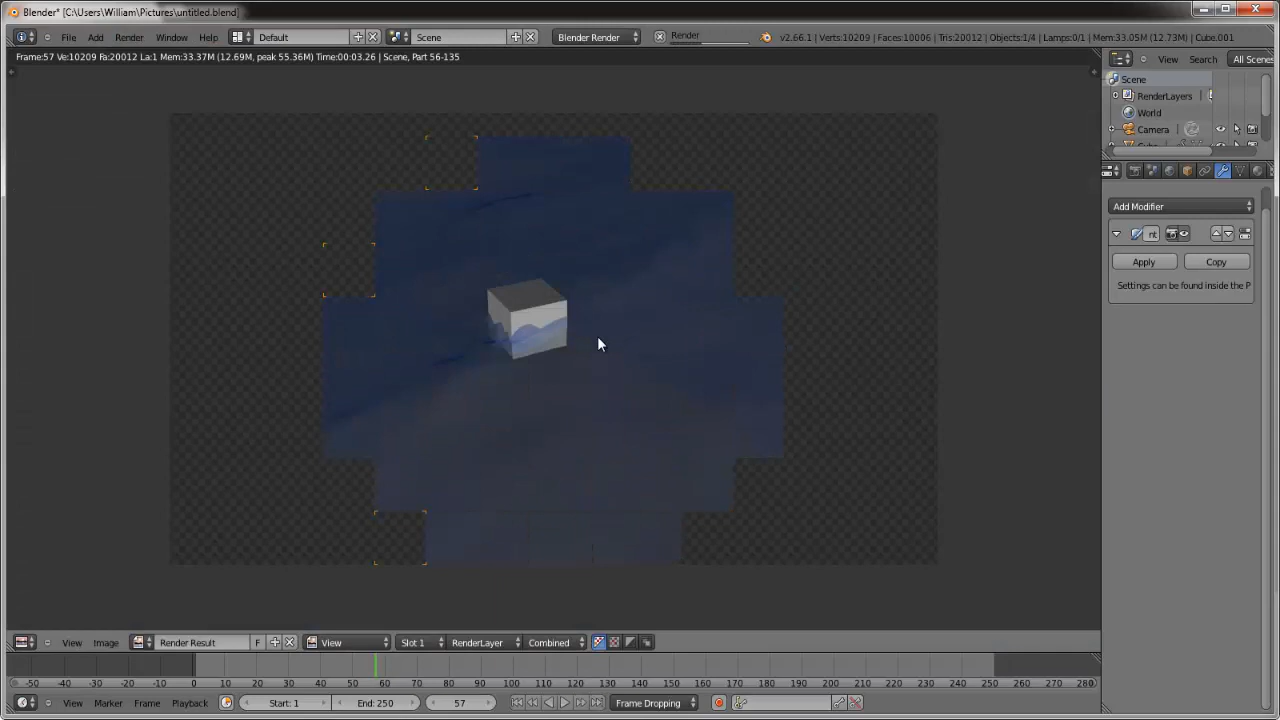 Blender* [C:\Users\William\Pictures\untitled.blend]
File Add Render Window Help Default Scene Blender Render Render v2.66.1 | Verts:10209 | Faces:10006 | Tris:20012 | Objects:1/4 | Lamps:0/1 | Mem:33.05M (12.73M) | Cube.001
Frame:57 Ve:10209 Fa:20012 La:1 Mem:33.37M (12.69M, peak 55.36M) Time:00:03.26 | Scene, Part 56-135
View Search All Scenes
Scene
RenderLayers
World
Camera
Add Modifier
nt
Apply Copy
Settings can be found inside the P
View Image Render Result F View Slot 1 RenderLayer Combined
-50 -40 -30 -20 -10 0 10 20 30 40 50 60 70 80 90 100 110 120 130 140 150 160 170 180 190 200 210 220 230 240 250 260 270 280
View Marker Frame Playback Start: 1 End: 250 57 Frame Dropping